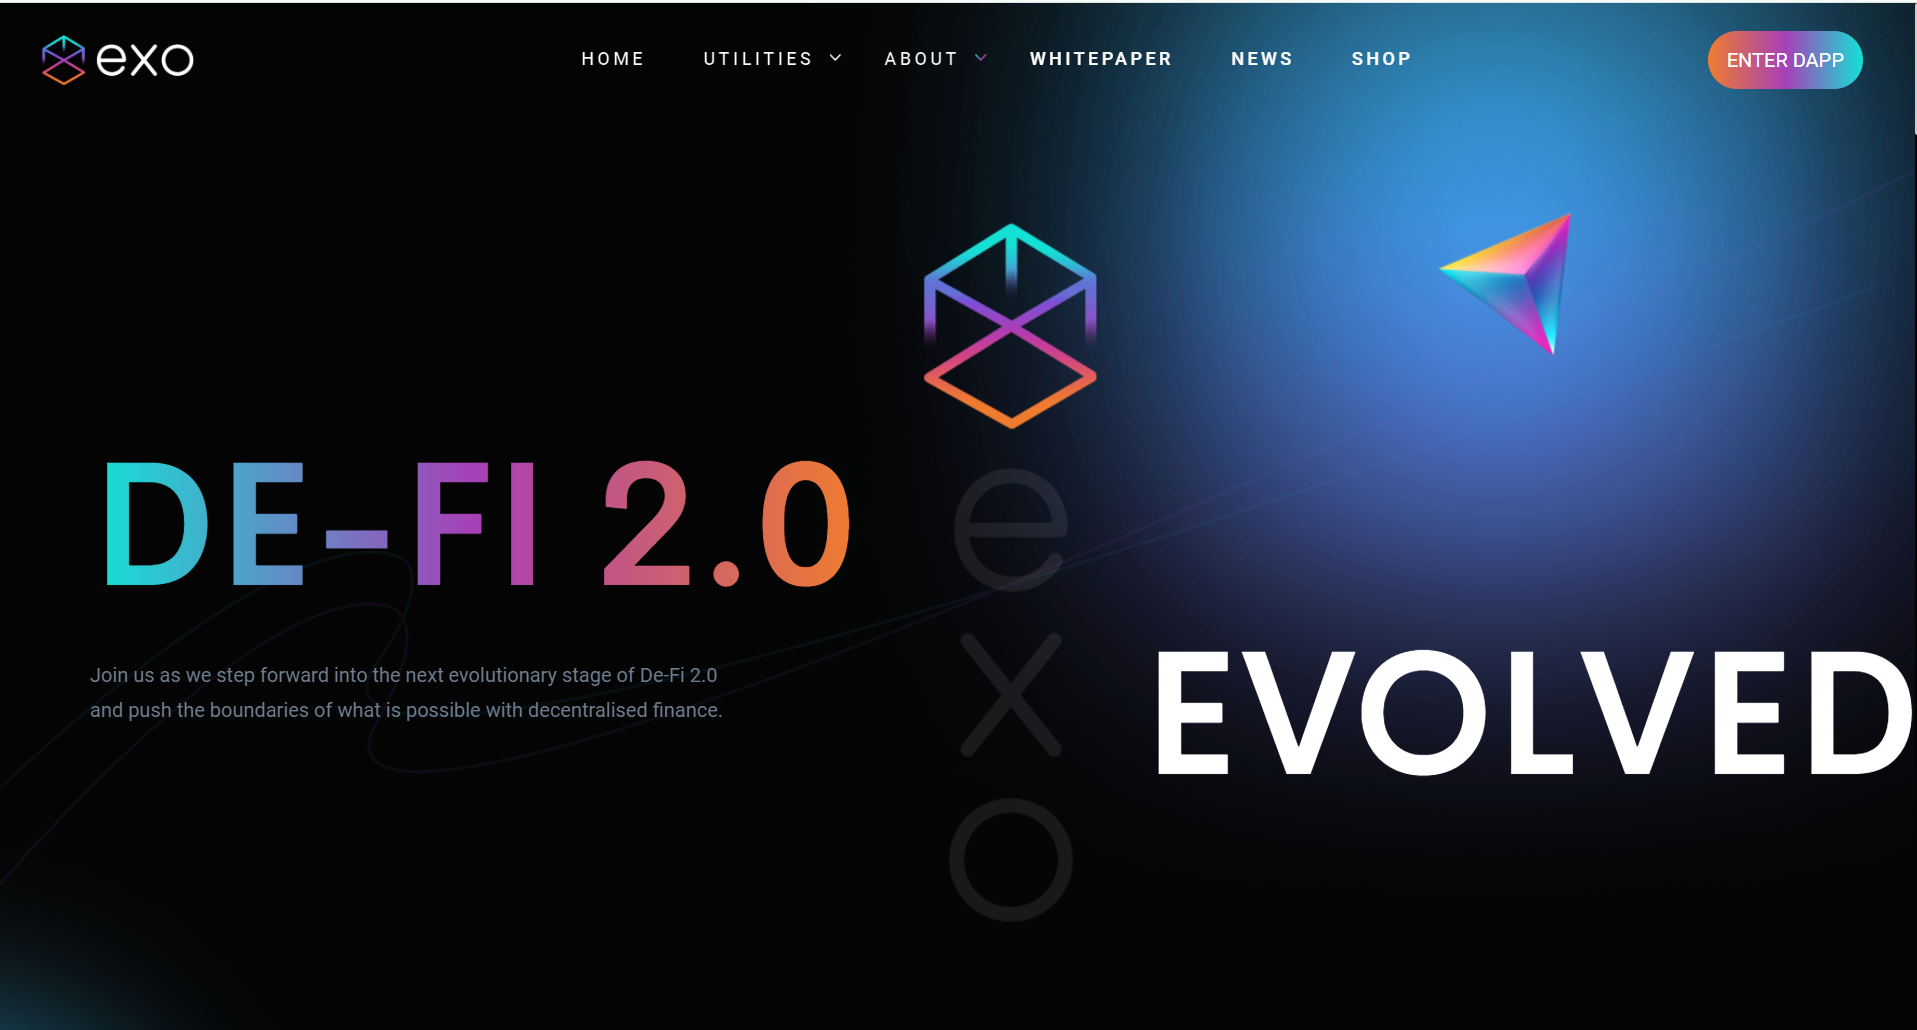 exo
HOME UTILITIES ABOUT WHITEPAPER NEWS SHOP
ENTER DAPP
DE-FI 2.0
Join us as we step forward into the next evolutionary stage of De-Fi 2.0
and push the boundaries of what is possible with decentralised finance.
e
x
o
EVOLVED